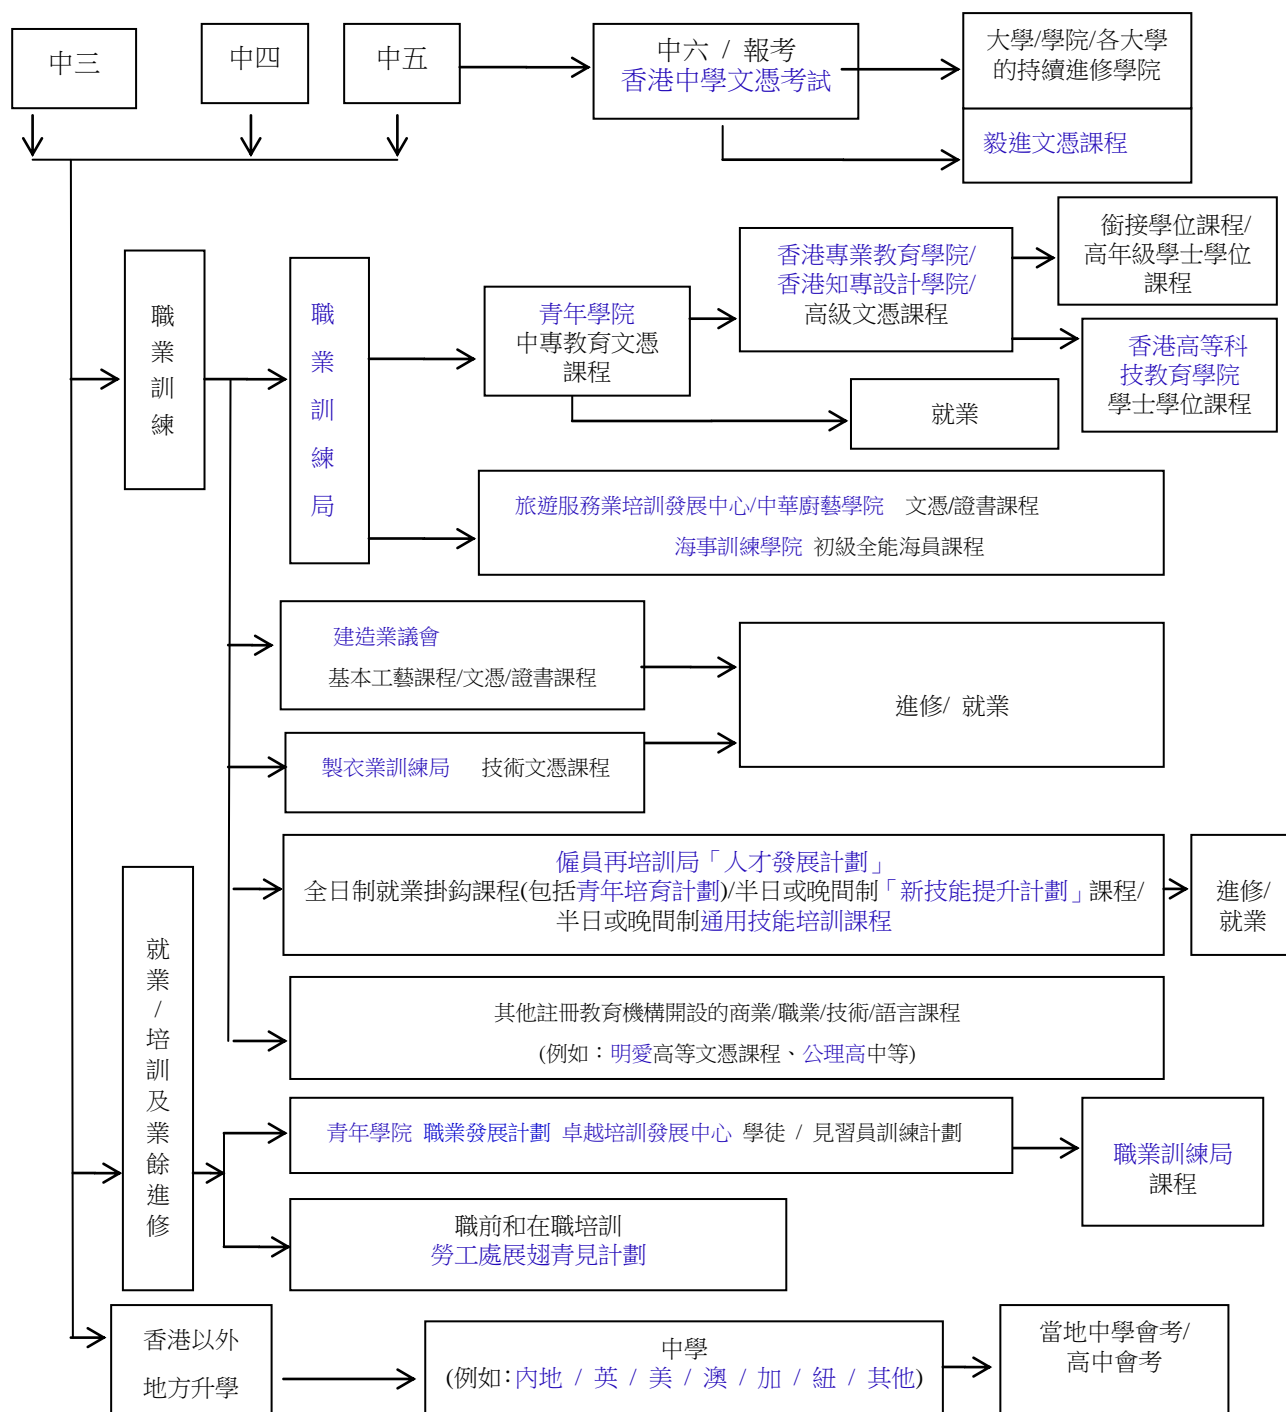 中三
中四
中五
中六 / 報考
香港中學文憑考試
大學/學院/各大學
的持續進修學院
毅進文憑課程
職
業
訓
練
職
業
訓
練
局
青年學院
中專教育文憑
課程
香港專業教育學院/
香港知專設計學院/
高級文憑課程
銜接學位課程/
高年級學士學位
課程
香港高等科
技教育學院
學士學位課程
就業
旅遊服務業培訓發展中心/中華廚藝學院 文憑/證書課程
海事訓練學院 初級全能海員課程
建造業議會
基本工藝課程/文憑/證書課程
進修/ 就業
製衣業訓練局 技術文憑課程
僱員再培訓局「人才發展計劃」
全日制就業掛鈎課程(包括青年培育計劃)/半日或晚間制「新技能提升計劃」課程/
半日或晚間制通用技能培訓課程
進修/
就業
其他註冊教育機構開設的商業/職業/技術/語言課程
(例如：明愛高等文憑課程、公理高中等)
就
業
/
培
訓
及
業
餘
進
修
青年學院 職業發展計劃 卓越培訓發展中心 學徒 / 見習員訓練計劃
職業訓練局
課程
職前和在職培訓
勞工處展翅青見計劃
香港以外
地方升學
中學
(例如：內地 / 英 / 美 / 澳 / 加 / 紐 / 其他)
當地中學會考/
高中會考